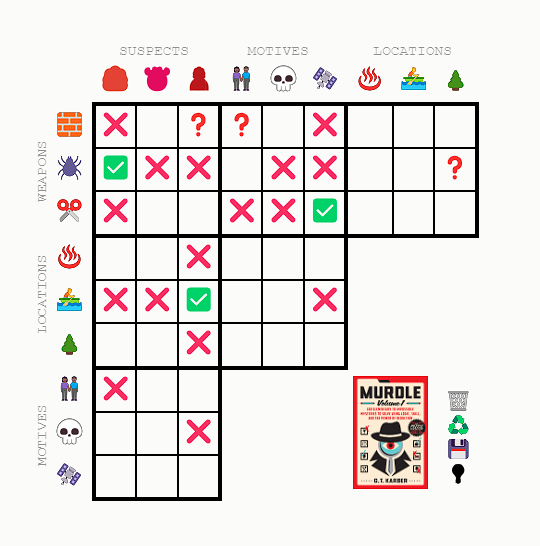 SUSPECTS
MOTIVES
LOCATIONS
WEAPONS
LOCATIONS
MOTIVES
MURDLE
Volume 1
G. T. KARBER